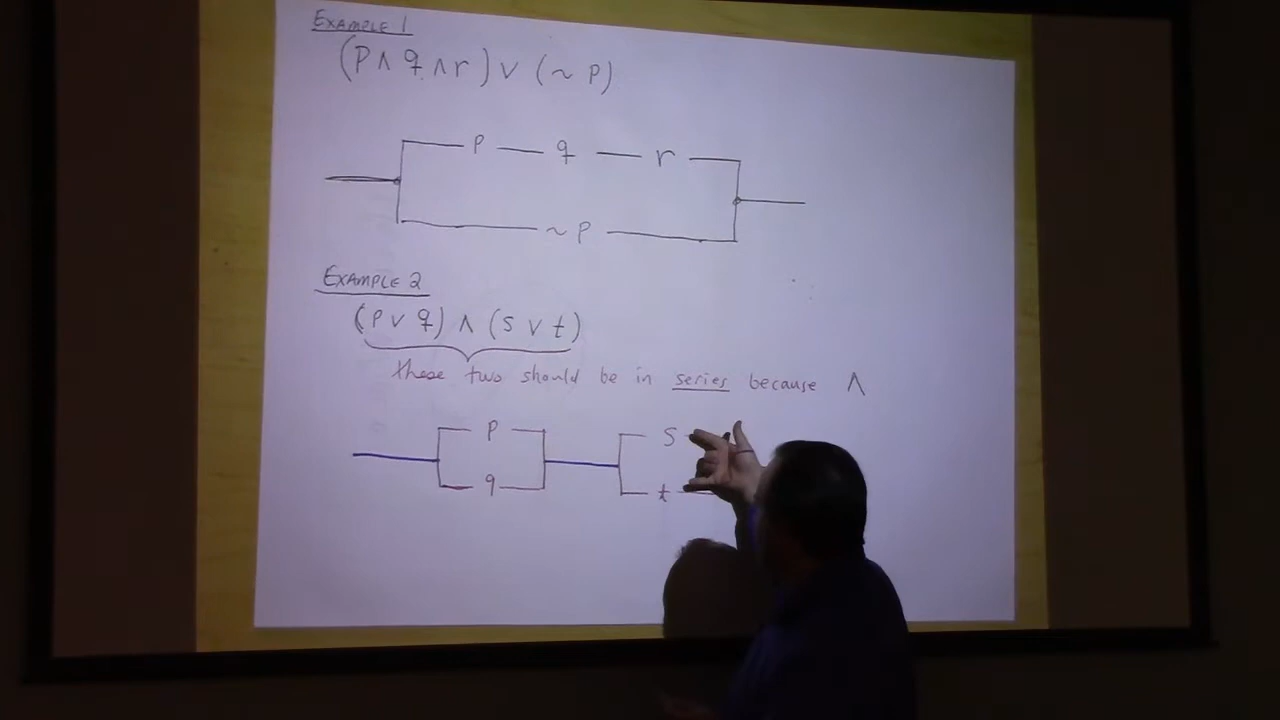 EXAMPLE 1
(P ∧ q ∧ r) ∨ (~ P)
P q r
~ P
EXAMPLE 2
(P ∨ q) ∧ (S ∨ t)
these two should be in series because ∧
P S
q t